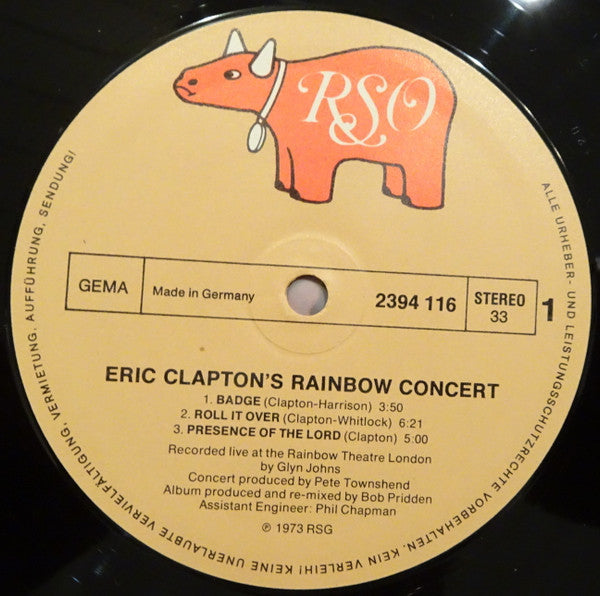 RSO
GEMA
Made in Germany
2394 116
STEREO
33
1
ERIC CLAPTON'S RAINBOW CONCERT
1. BADGE (Clapton-Harrison) 3:50
2. ROLL IT OVER (Clapton-Whitlock) 6:21
3. PRESENCE OF THE LORD (Clapton) 5:00
Recorded live at the Rainbow Theatre London
by Glyn Johns
Concert produced by Pete Townshend
Album produced and re-mixed by Bob Pridden
Assistant Engineer: Phil Chapman
℗ 1973 RSG
ALLE URHEBER- UND LEISTUNGSSCHUTZRECHTE VORBEHALTEN. KEIN VERLEIH! KEINE UNERLAUBTE VERVIELFÄLTIGUNG, VERMIETUNG, AUFFÜHRUNG, SENDUNG!